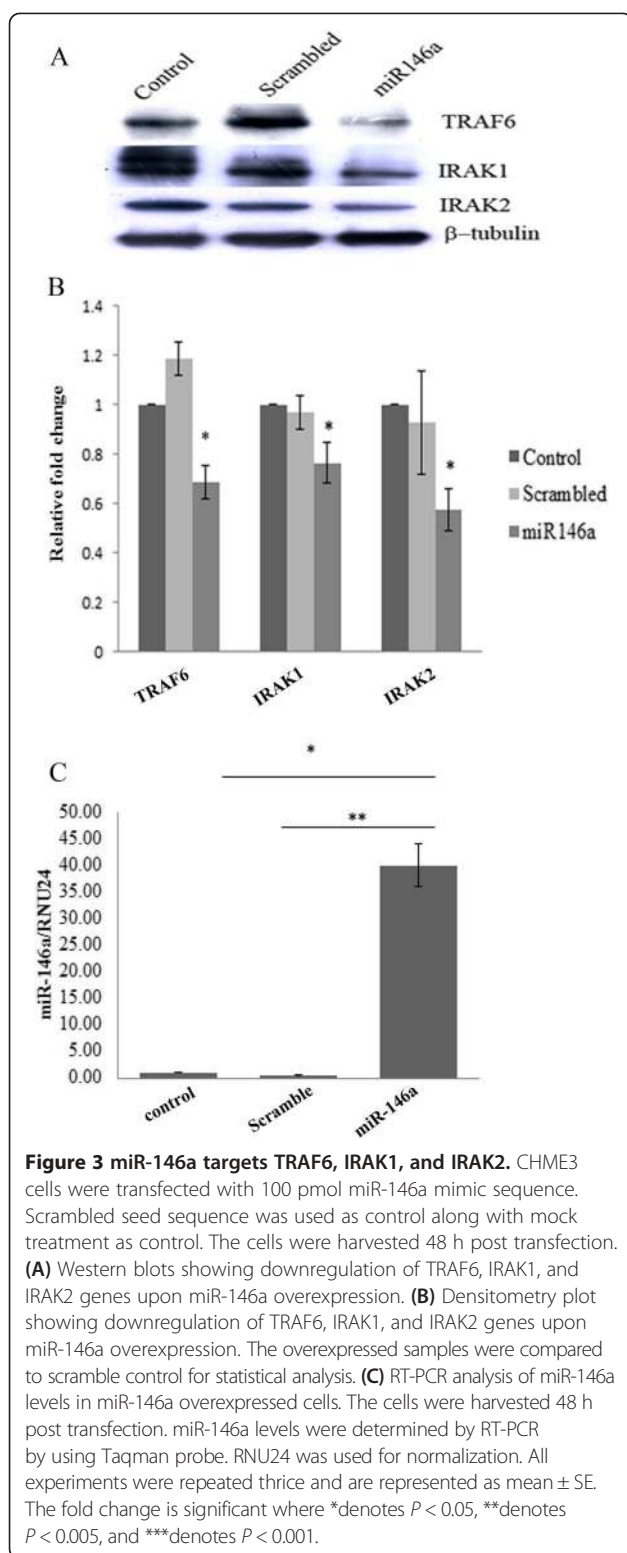 A
Control Scrambled miR146a
TRAF6
IRAK1
IRAK2
β–tubulin
B
1.4
1.2
1
0.8
0.6
0.4
0.2
0
Relative fold change
* * *
TRAF6 IRAK1 IRAK2
Control
Scrambled
miR146a
C
*
**
50.00
45.00
40.00
35.00
30.00
25.00
20.00
15.00
10.00
5.00
0.00
miR-146a/RNU24
control Scramble miR-146a
Figure 3 miR-146a targets TRAF6, IRAK1, and IRAK2. CHME3
cells were transfected with 100 pmol miR-146a mimic sequence.
Scrambled seed sequence was used as control along with mock
treatment as control. The cells were harvested 48 h post transfection.
(A) Western blots showing downregulation of TRAF6, IRAK1, and
IRAK2 genes upon miR-146a overexpression. (B) Densitometry plot
showing downregulation of TRAF6, IRAK1, and IRAK2 genes upon
miR-146a overexpression. The overexpressed samples were compared
to scramble control for statistical analysis. (C) RT-PCR analysis of miR-146a
levels in miR-146a overexpressed cells. The cells were harvested 48 h
post transfection. miR-146a levels were determined by RT-PCR
by using Taqman probe. RNU24 was used for normalization. All
experiments were repeated thrice and are represented as mean ± SE.
The fold change is significant where *denotes P < 0.05, **denotes
P < 0.005, and ***denotes P < 0.001.